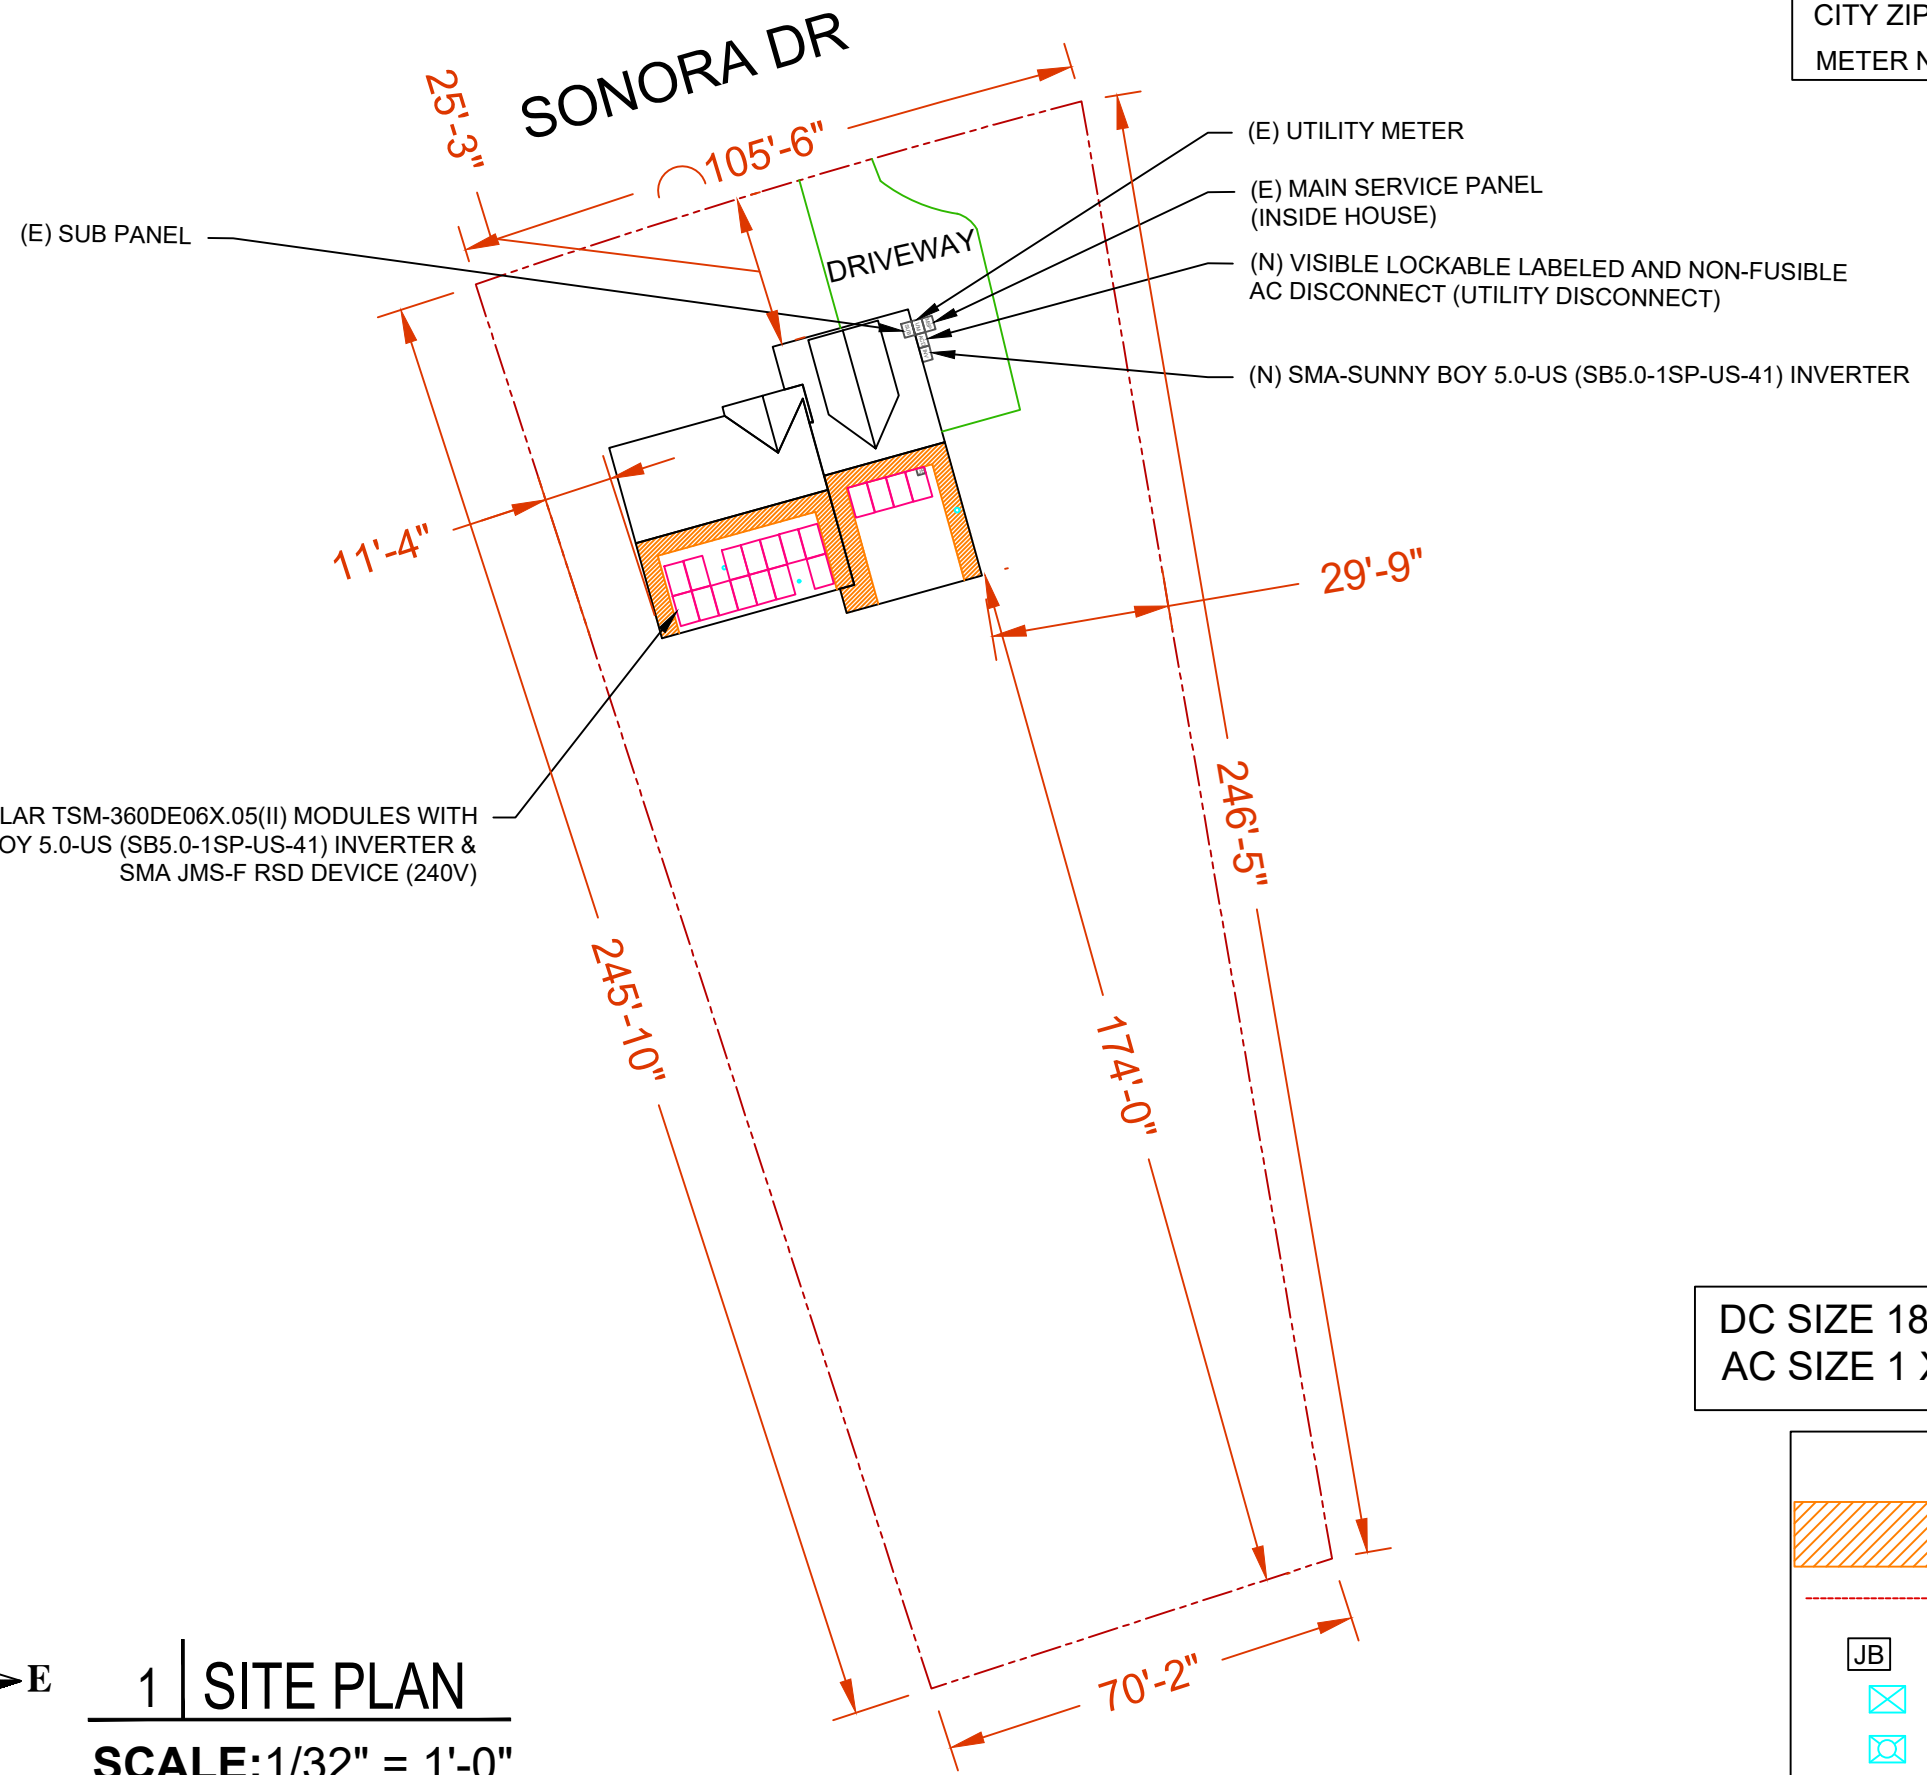 CITY ZIP
METER N
SONORA DR
25'-3"
105'-6"
(E) UTILITY METER
(E) MAIN SERVICE PANEL
(INSIDE HOUSE)
(E) SUB PANEL
DRIVEWAY
(N) VISIBLE LOCKABLE LABELED AND NON-FUSIBLE
AC DISCONNECT (UTILITY DISCONNECT)
(N) SMA-SUNNY BOY 5.0-US (SB5.0-1SP-US-41) INVERTER
11'-4"
29'-9"
LAR TSM-360DE06X.05(II) MODULES WITH
OY 5.0-US (SB5.0-1SP-US-41) INVERTER &
SMA JMS-F RSD DEVICE (240V)
246'-5"
245'-10"
174'-0"
70'-2"
DC SIZE 18
AC SIZE 1 X
JB
E
1 SITE PLAN
SCALE:1/32" = 1'-0"